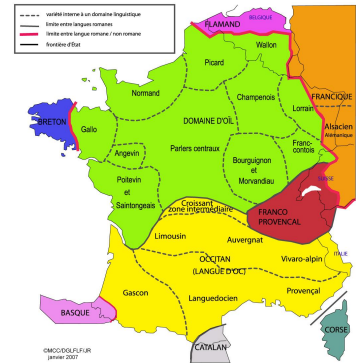 variété interne à un domaine linguistique
limite entre langues romanes
limite entre langue romane / non romane
frontière d'État
BELGIQUE
FLAMAND
Wallon
Picard
Normand
Champenois
FRANCIQUE
Lorrain
BRETON
Gallo
DOMAINE D'OÏL
Alsacien
Alémanique
Angevin
Parlers centraux
Franc-
comtois
Bourguignon
et
Morvandiau
Poitevin
et
Saintongeais
SUISSE
Croissant
zone intermédiaire
FRANCO
PROVENCAL
Limousin
Auvergnat
OCCITAN
(LANGUE D'OC)
Vivaro-alpin
ITALIE
Gascon
Languedocien
Provençal
BASQUE
CATALAN
CORSE
©MCC/DGLFLF/JR
janvier 2007